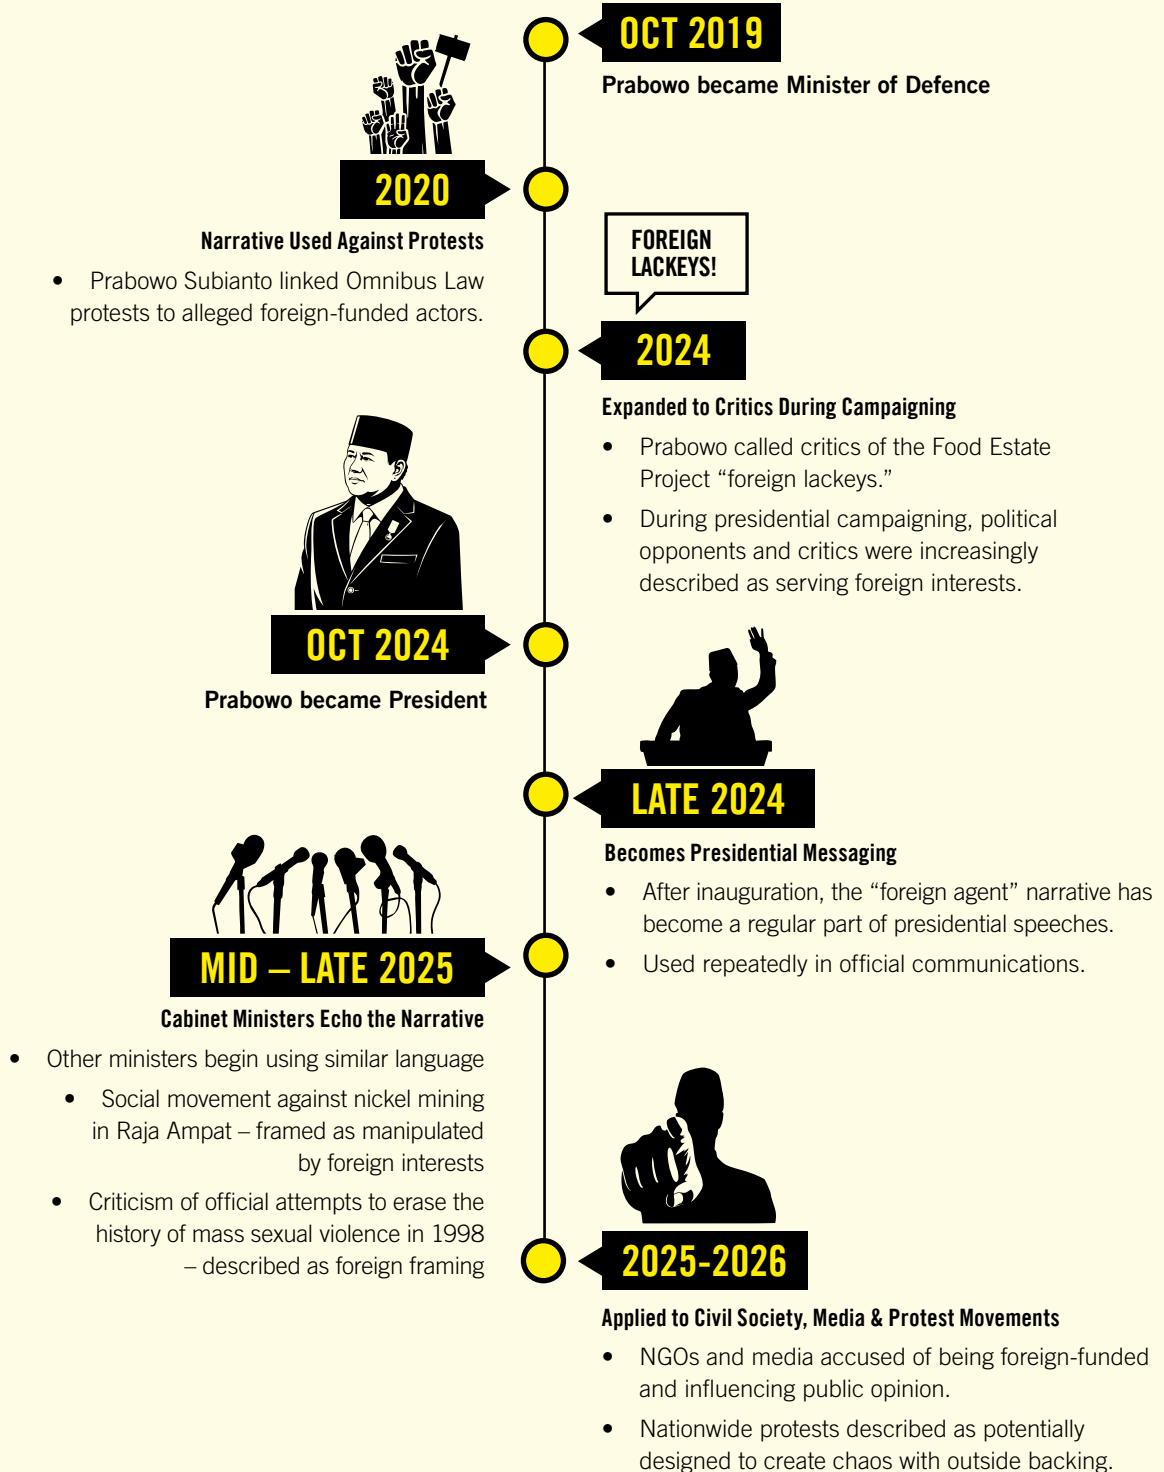 OCT 2019
Prabowo became Minister of Defence
2020
Narrative Used Against Protests
• Prabowo Subianto linked Omnibus Law
protests to alleged foreign-funded actors.
FOREIGN
LACKEYS!
2024
Expanded to Critics During Campaigning
• Prabowo called critics of the Food Estate
Project “foreign lackeys.”
• During presidential campaigning, political
opponents and critics were increasingly
described as serving foreign interests.
OCT 2024
Prabowo became President
LATE 2024
Becomes Presidential Messaging
• After inauguration, the “foreign agent” narrative has
become a regular part of presidential speeches.
• Used repeatedly in official communications.
MID – LATE 2025
Cabinet Ministers Echo the Narrative
• Other ministers begin using similar language
• Social movement against nickel mining
in Raja Ampat – framed as manipulated
by foreign interests
• Criticism of official attempts to erase the
history of mass sexual violence in 1998
– described as foreign framing
2025-2026
Applied to Civil Society, Media & Protest Movements
• NGOs and media accused of being foreign-funded
and influencing public opinion.
• Nationwide protests described as potentially
designed to create chaos with outside backing.